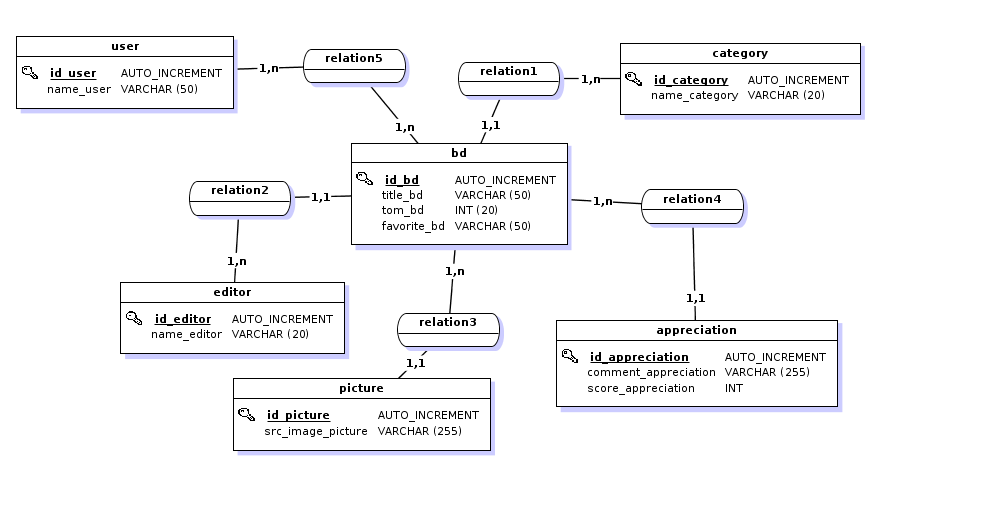 user
id_user AUTO_INCREMENT
name_user VARCHAR (50)
1,n
relation5
1,n
relation1
1,n
1,1
category
id_category AUTO_INCREMENT
name_category VARCHAR (20)
bd
id_bd AUTO_INCREMENT
title_bd VARCHAR (50)
tom_bd INT (20)
favorite_bd VARCHAR (50)
relation2
1,1
1,n
1,n
relation4
1,1
editor
id_editor AUTO_INCREMENT
name_editor VARCHAR (20)
1,n
relation3
1,1
picture
id_picture AUTO_INCREMENT
src_image_picture VARCHAR (255)
appreciation
id_appreciation AUTO_INCREMENT
comment_appreciation VARCHAR (255)
score_appreciation INT